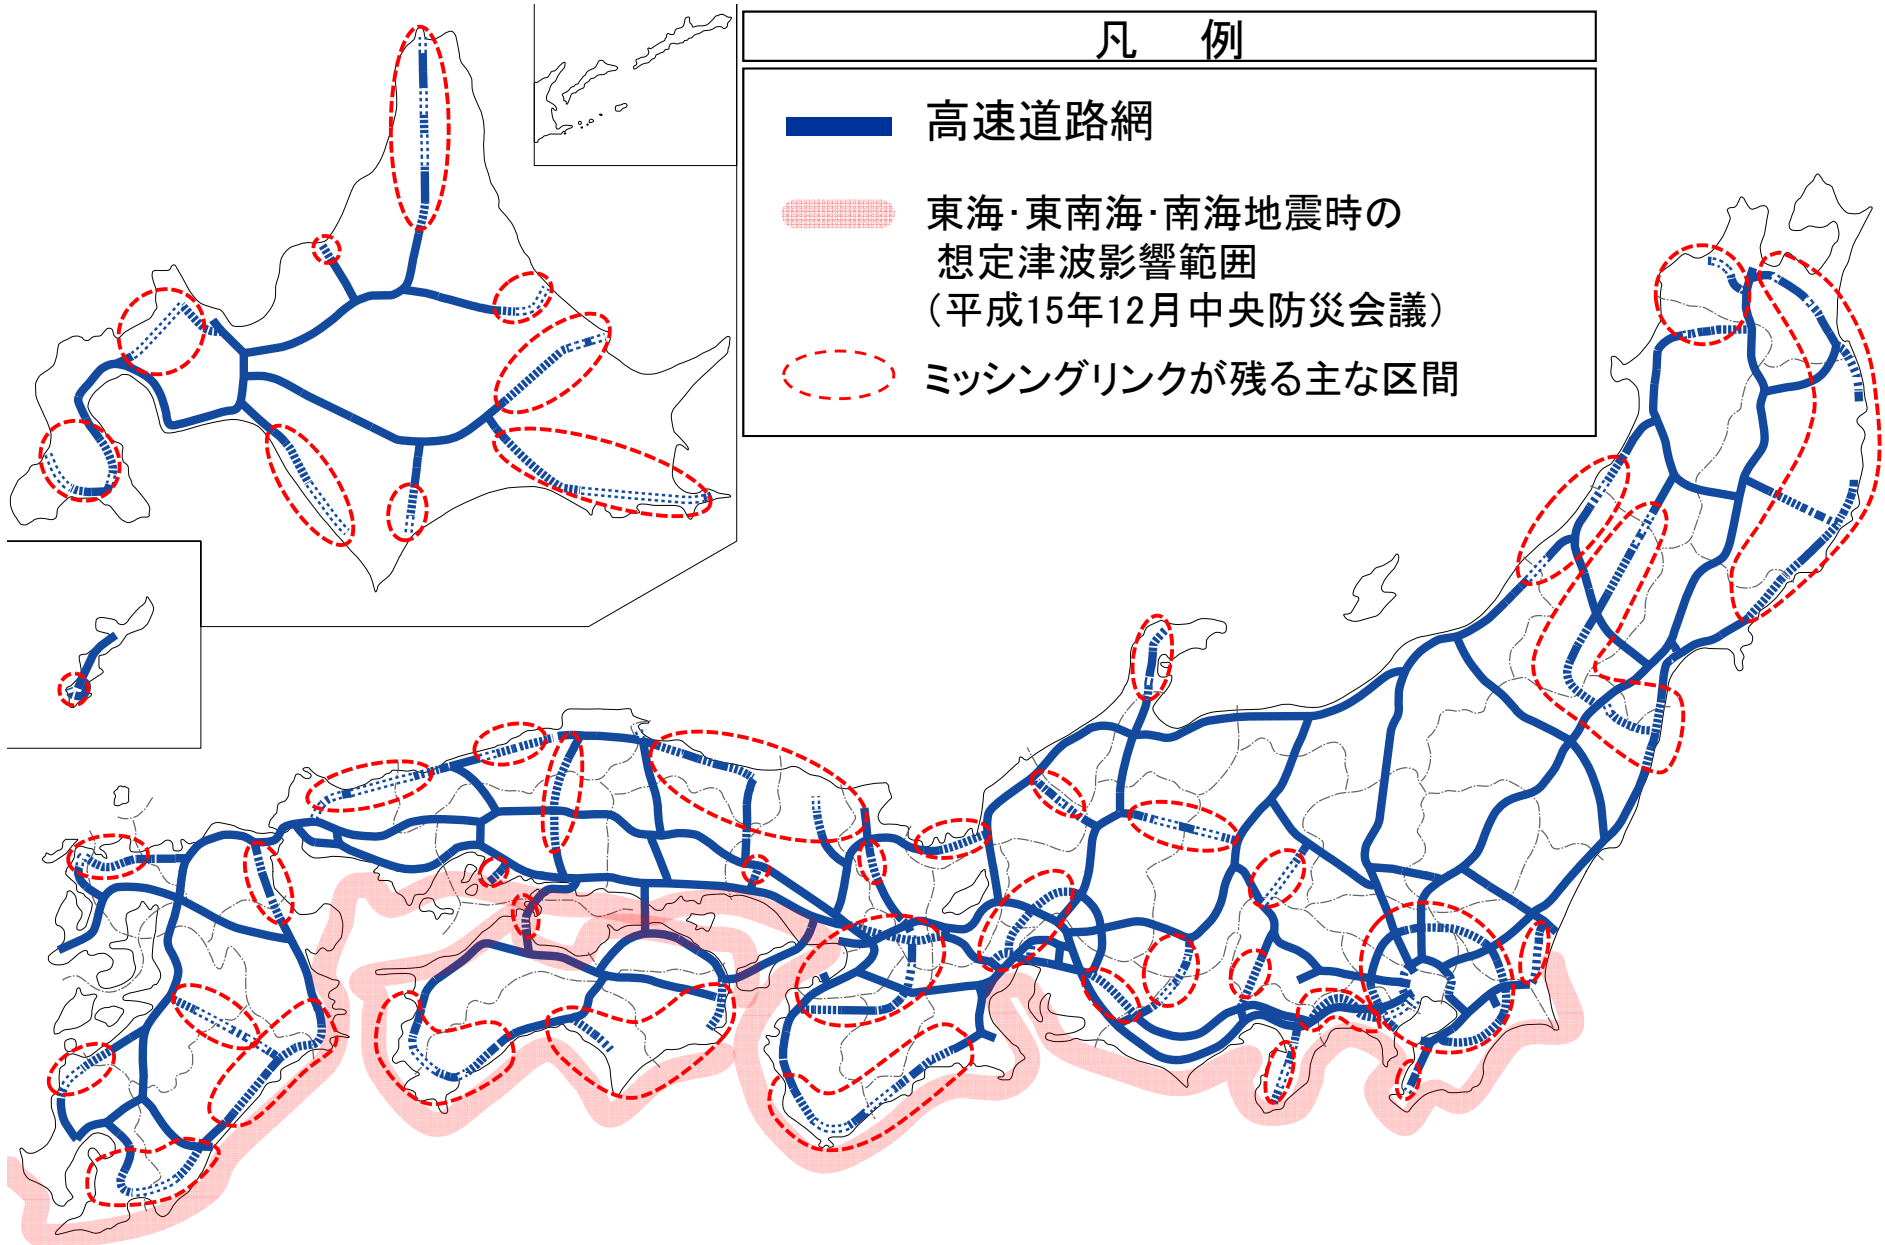 凡 例
高速道路網
東海・東南海・南海地震時の
想定津波影響範囲
（平成15年12月中央防災会議）
ミッシングリンクが残る主な区間